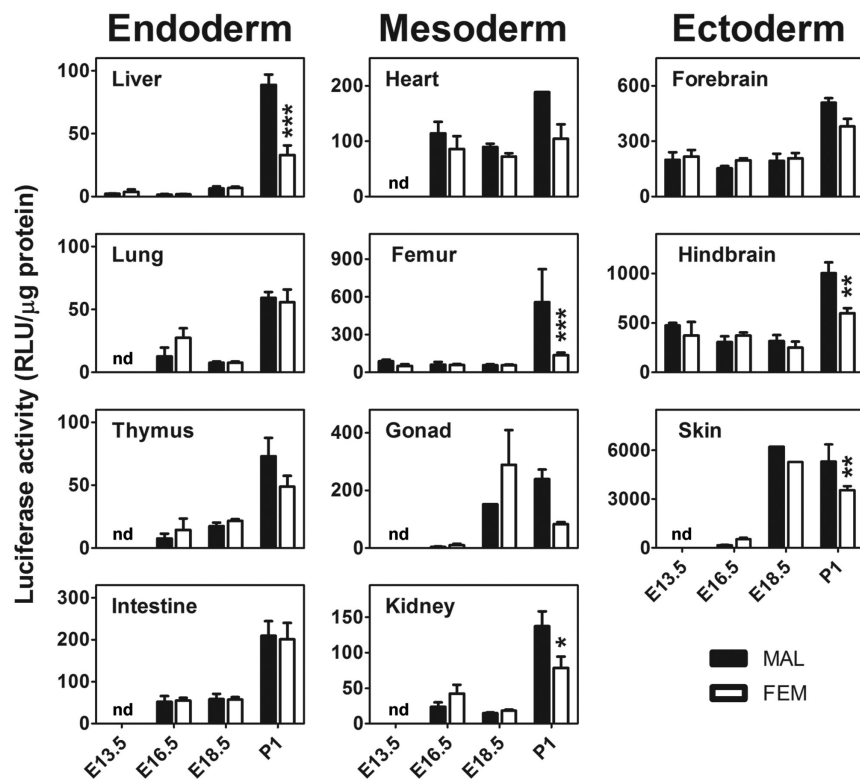 Endoderm Mesoderm Ectoderm
Luciferase activity (RLU/µg protein)
Liver
100
50
0
***
Heart
200
100
0
nd
Forebrain
600
300
0
Lung
100
50
0
nd
Femur
900
600
300
0
***
Hindbrain
1000
500
0
**
Thymus
100
50
0
nd
Gonad
400
200
0
nd
Skin
6000
3000
0
nd
**
E13.5 E16.5 E18.5 P1
Intestine
300
200
100
0
nd
E13.5 E16.5 E18.5 P1
Kidney
150
100
50
0
nd
*
E13.5 E16.5 E18.5 P1
MAL
FEM